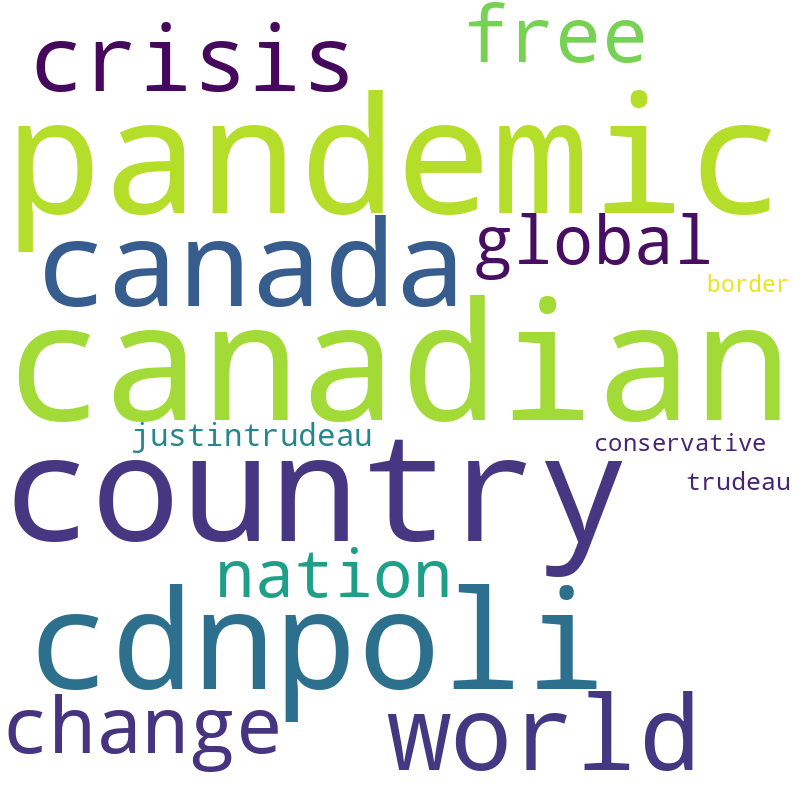 free
crisis
pandemic
canada
global
border
canadian
justintrudeau
conservative
country
trudeau
nation
cdnpoli
change
world